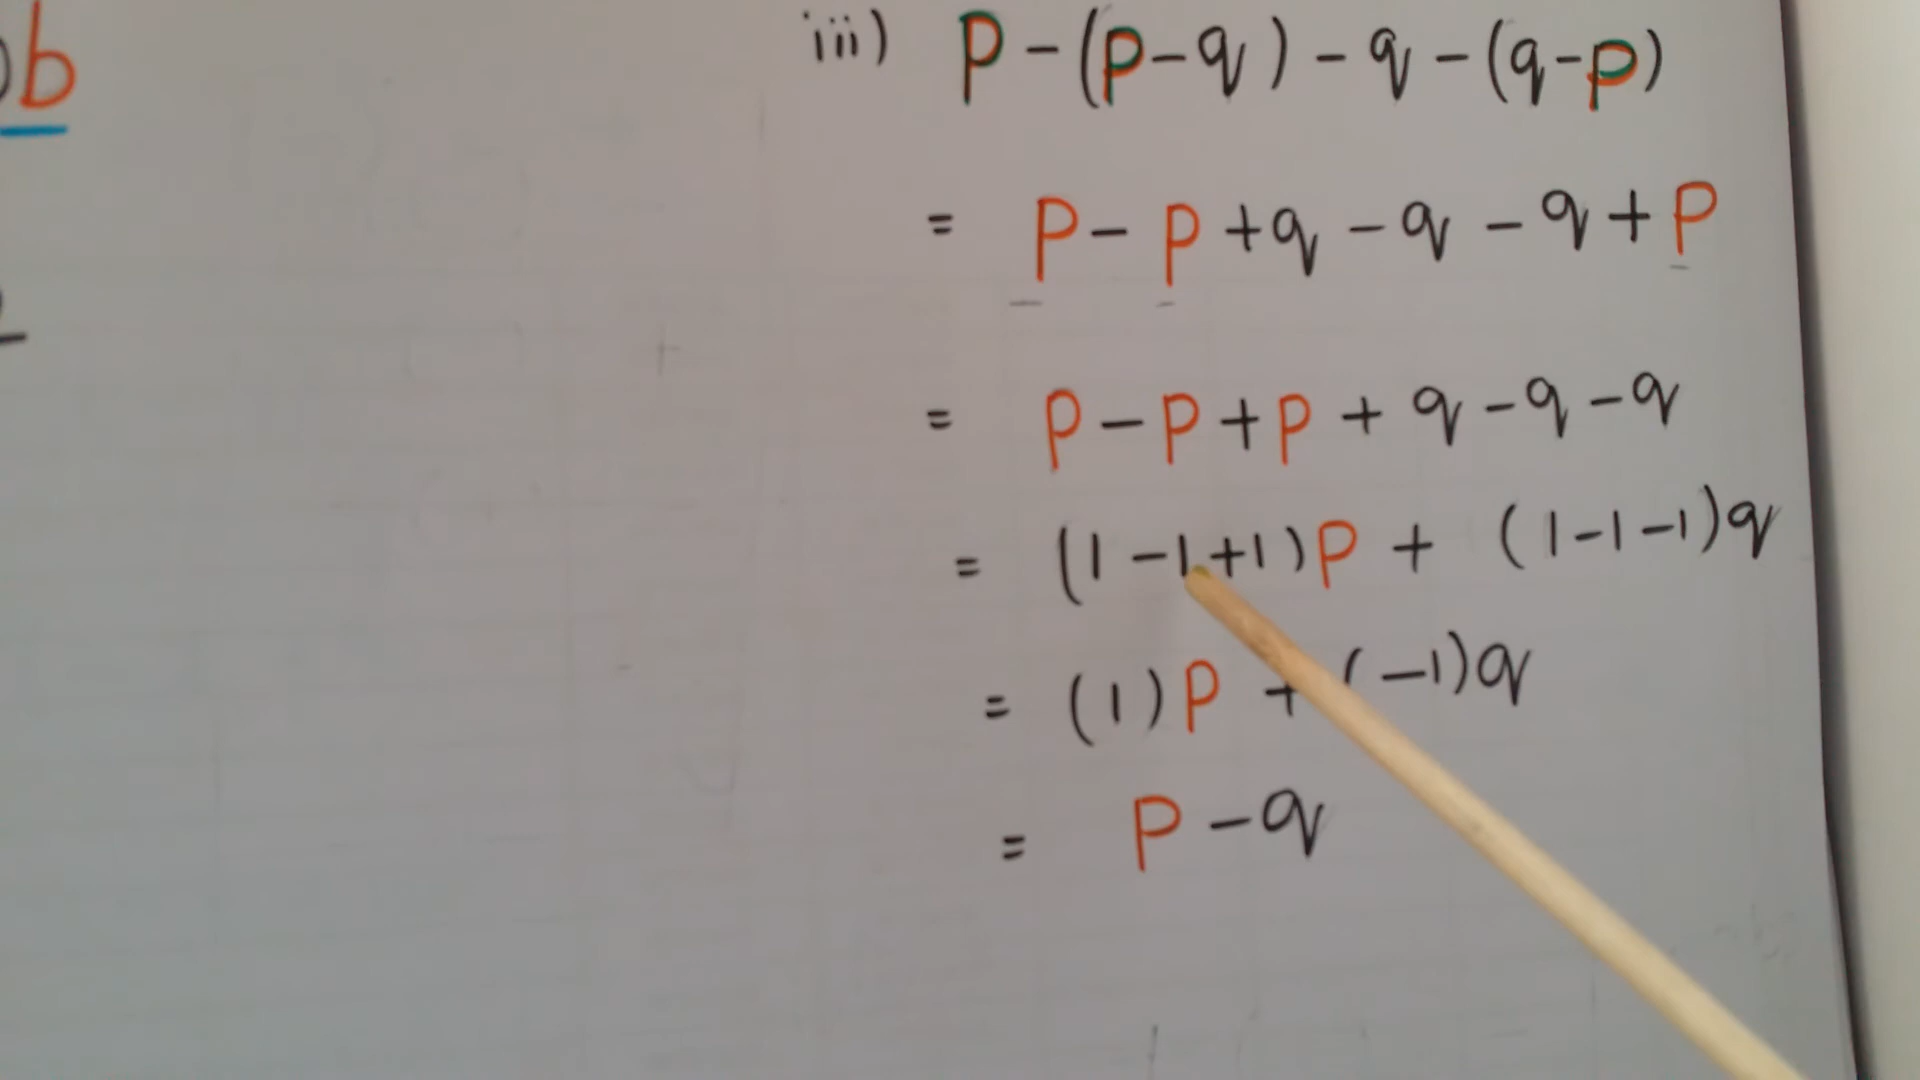 b
iii) P - (P - q) - q - (q - p)
= P - P + q - q - q + P
= P - P + P + q - q - q
= (1 - 1 + 1) P + (1 - 1 - 1) q
= (1) P + (-1) q
= P - q